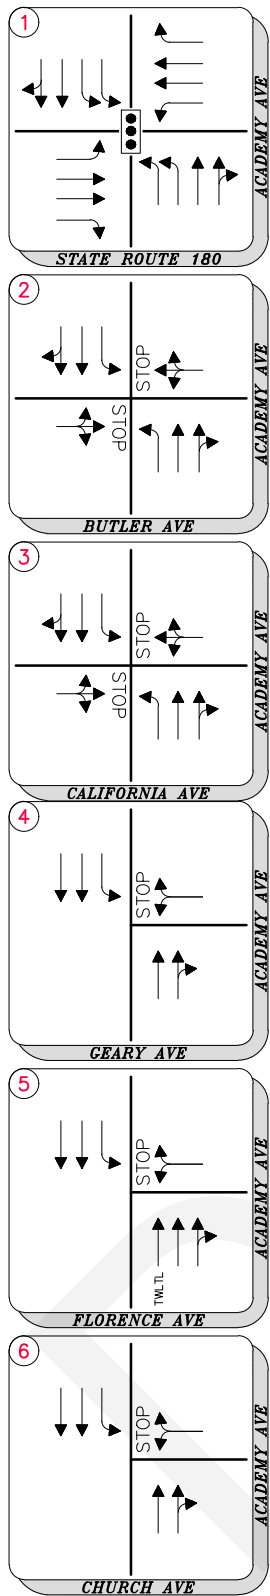 1
ACADEMY AVE
STATE ROUTE 180
2
STOP
STOP
ACADEMY AVE
BUTLER AVE
3
STOP
STOP
ACADEMY AVE
CALIFORNIA AVE
4
STOP
ACADEMY AVE
GEARY AVE
5
STOP
TWLTL
ACADEMY AVE
FLORENCE AVE
6
STOP
ACADEMY AVE
CHURCH AVE